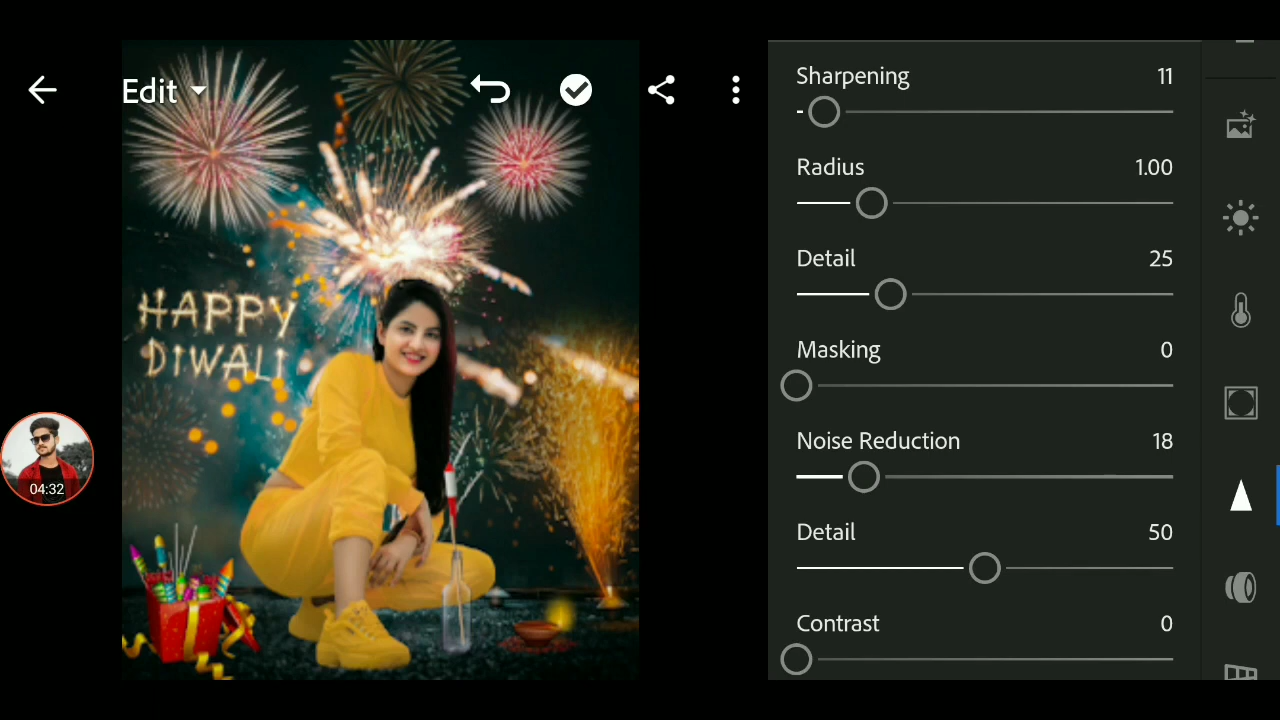 Edit
HAPPY
DIWALI
04:32
Sharpening 11
Radius 1.00
Detail 25
Masking 0
Noise Reduction 18
Detail 50
Contrast 0